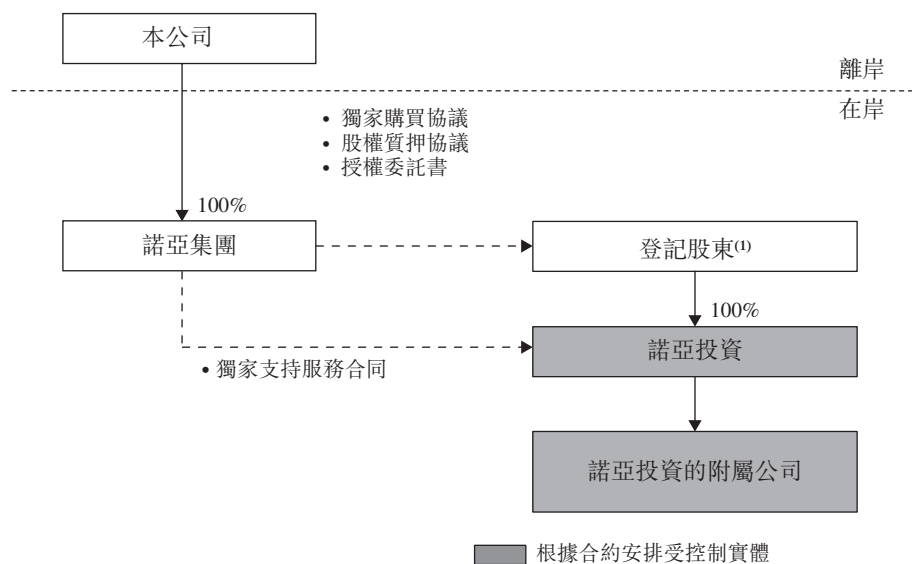 本公司
離岸
在岸
• 獨家購買協議
• 股權質押協議
• 授權委託書
100%
諾亞集團
登記股東(1)
100%
諾亞投資
• 獨家支持服務合同
諾亞投資的附屬公司
根據合約安排受控制實體